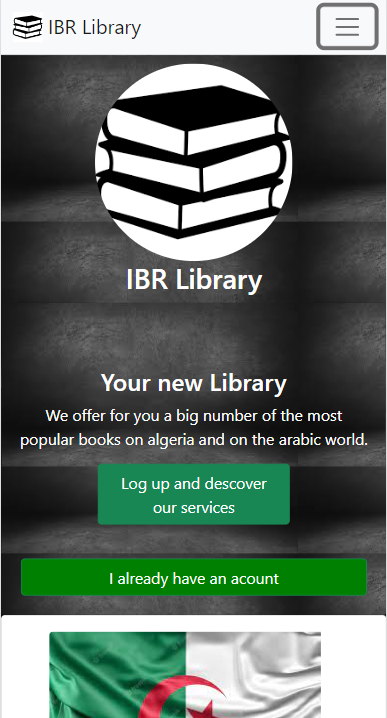 IBR Library
IBR Library
Your new Library
We offer for you a big number of the most
popular books on algeria and on the arabic world.
Log up and descover
our services
I already have an acount